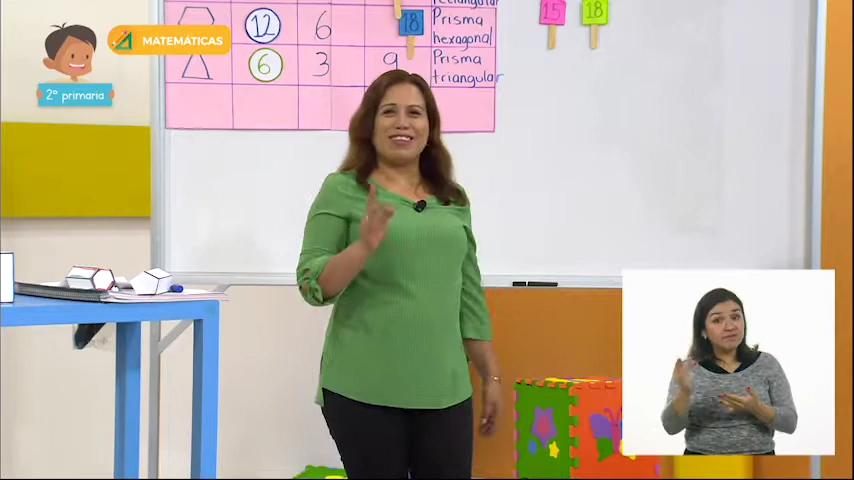 MATEMÁTICAS
2° primaria
12 6 18 Prisma
hexagonal
6 3 9 Prisma
triangular
15 18